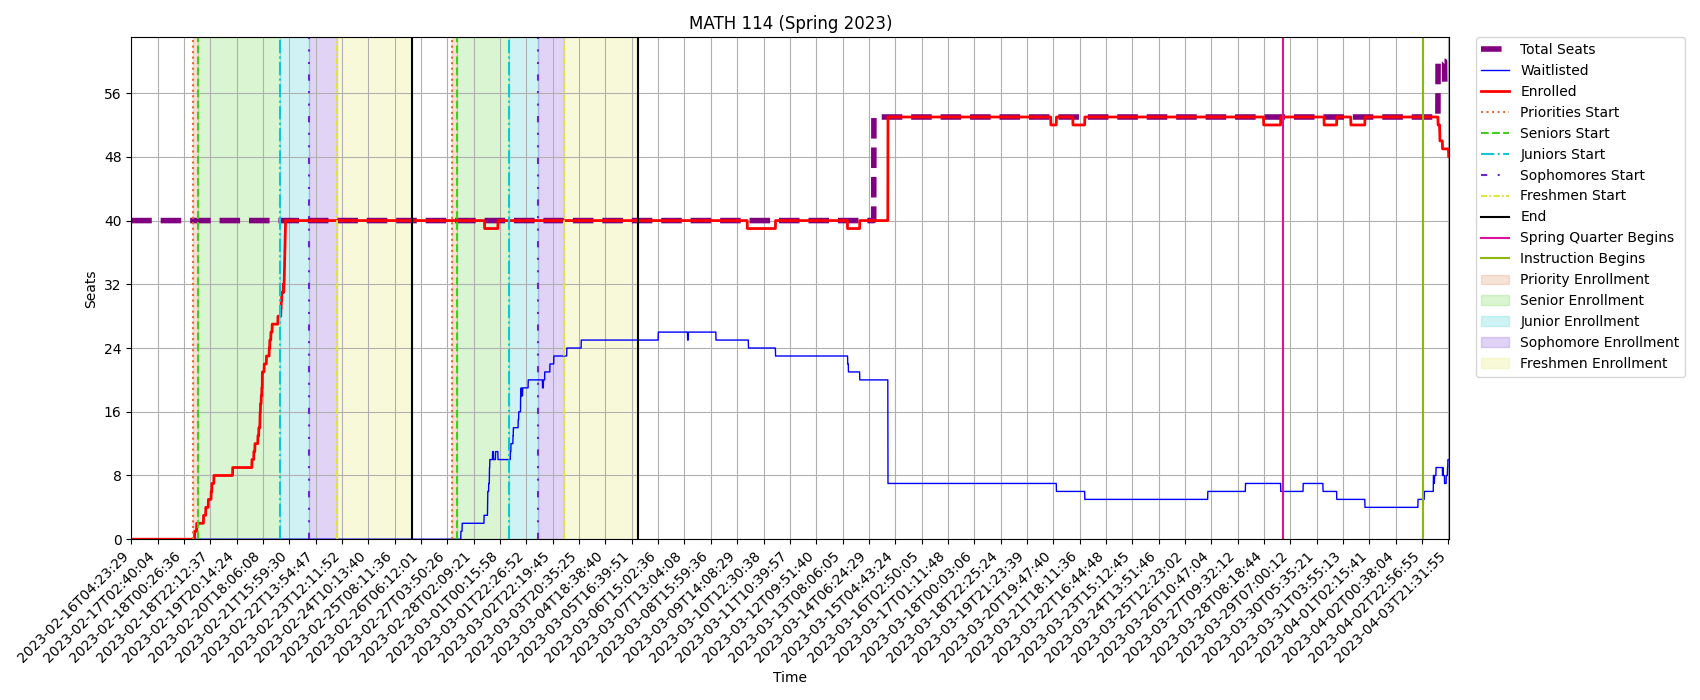 MATH 114 (Spring 2023)
56
48
40
32
24
16
8
0
Seats
2023-02-16T04:23:29
2023-02-17T02:40:04
2023-02-18T00:26:36
2023-02-18T22:12:37
2023-02-19T20:14:24
2023-02-20T18:06:08
2023-02-21T15:59:30
2023-02-22T13:54:47
2023-02-23T12:11:52
2023-02-24T10:13:40
2023-02-25T08:11:36
2023-02-26T06:12:01
2023-02-27T03:50:26
2023-02-28T02:09:21
2023-03-01T00:15:58
2023-03-01T22:26:52
2023-03-02T22:19:45
2023-03-03T20:35:25
2023-03-04T18:38:40
2023-03-05T16:39:51
2023-03-06T15:02:36
2023-03-07T13:04:08
2023-03-08T15:59:36
2023-03-09T14:08:29
2023-03-10T12:30:38
2023-03-11T10:39:57
2023-03-12T09:51:40
2023-03-13T08:06:05
2023-03-14T06:24:29
2023-03-15T04:43:24
2023-03-16T02:50:05
2023-03-17T01:11:48
2023-03-18T00:03:06
2023-03-18T22:25:24
2023-03-19T21:23:39
2023-03-20T19:47:40
2023-03-21T18:11:36
2023-03-22T16:44:48
2023-03-23T15:12:45
2023-03-24T13:51:46
2023-03-25T12:23:02
2023-03-26T10:47:04
2023-03-27T09:32:12
2023-03-28T08:18:44
2023-03-29T07:00:12
2023-03-30T05:35:21
2023-03-31T03:55:13
2023-04-01T02:15:41
2023-04-02T00:38:04
2023-04-02T22:56:55
2023-04-03T21:31:55
Time
Total Seats
Waitlisted
Enrolled
Priorities Start
Seniors Start
Juniors Start
Sophomores Start
Freshmen Start
End
Spring Quarter Begins
Instruction Begins
Priority Enrollment
Senior Enrollment
Junior Enrollment
Sophomore Enrollment
Freshmen Enrollment